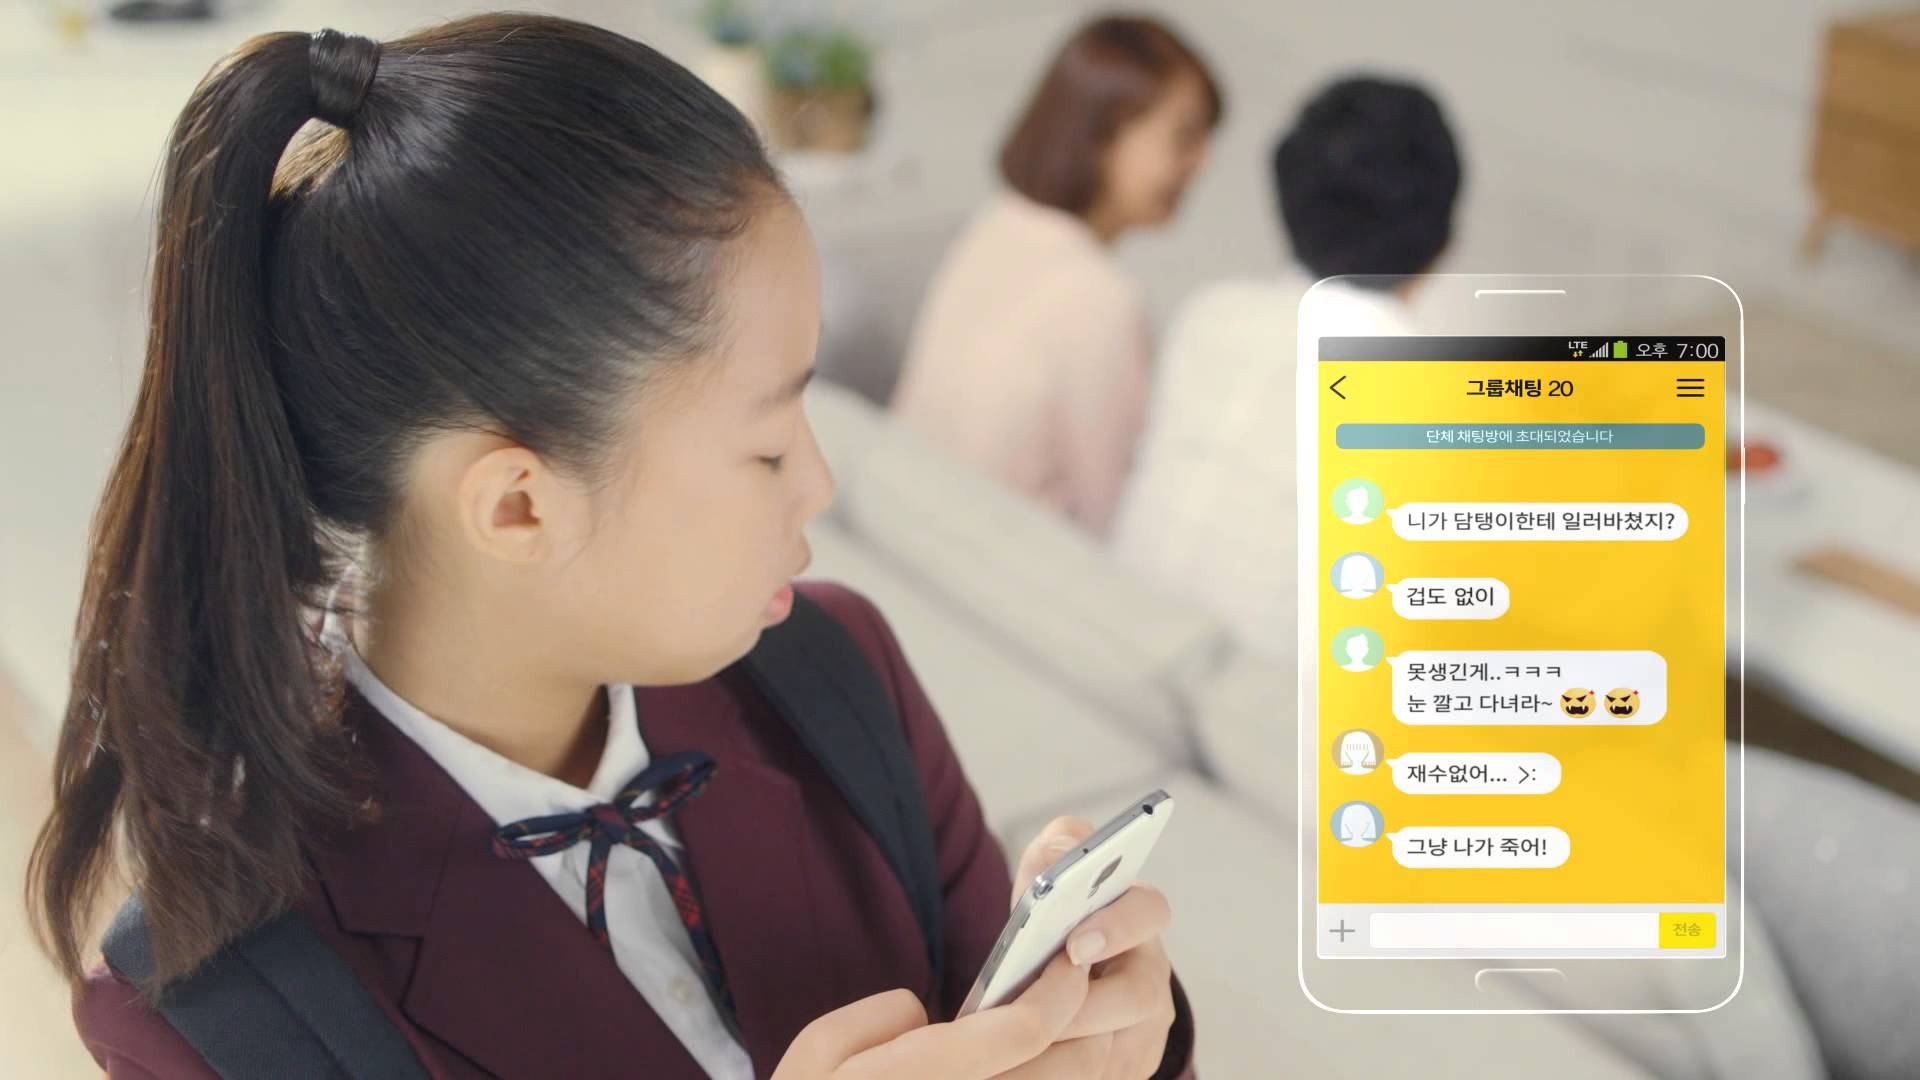 LTE 오후 7:00
그룹채팅 20
단체 채팅방에 초대되었습니다
니가 담탱이한테 일러바쳤지?
겁도 없이
못생긴게..ㅋㅋㅋ
눈 깔고 다녀라~
재수없어... >:
그냥 나가 죽어!
전송